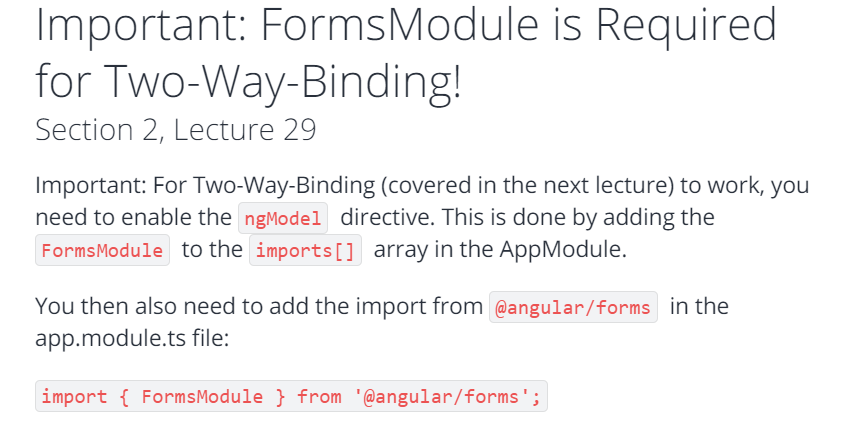 Important: FormsModule is Required
for Two-Way-Binding!
Section 2, Lecture 29
Important: For Two-Way-Binding (covered in the next lecture) to work, you
need to enable the ngModel directive. This is done by adding the
FormsModule to the imports[] array in the AppModule.
You then also need to add the import from @angular/forms in the
app.module.ts file:
import { FormsModule } from '@angular/forms';